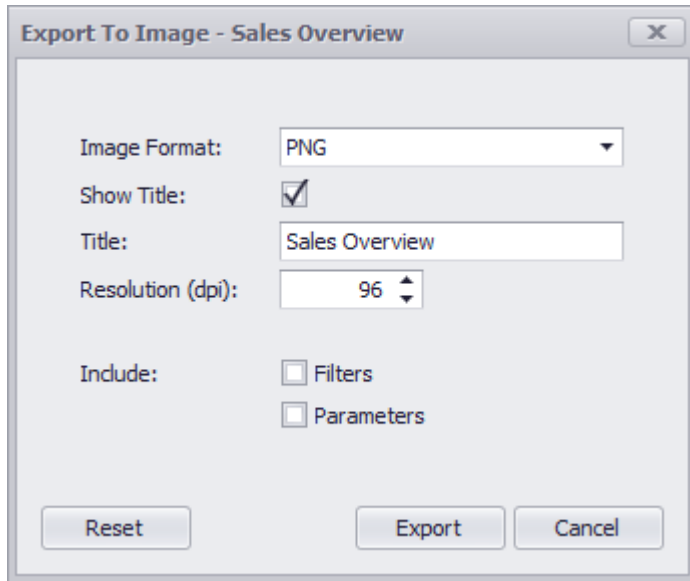 Export To Image - Sales Overview
Image Format: PNG
Show Title:
Title: Sales Overview
Resolution (dpi): 96
Include: Filters
Parameters
Reset Export Cancel